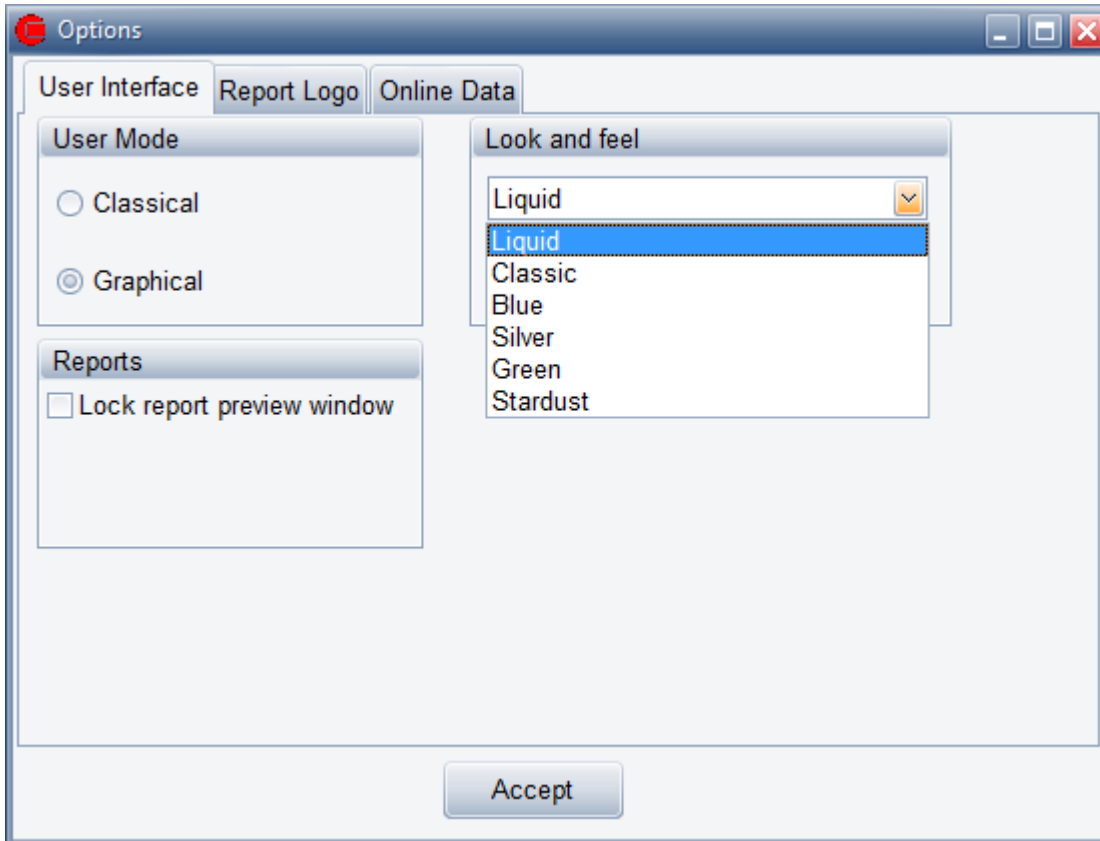 Options
User Interface
Report Logo
Online Data
User Mode
Classical
Graphical
Look and feel
Liquid
Liquid
Classic
Blue
Silver
Green
Stardust
Reports
Lock report preview window
Accept